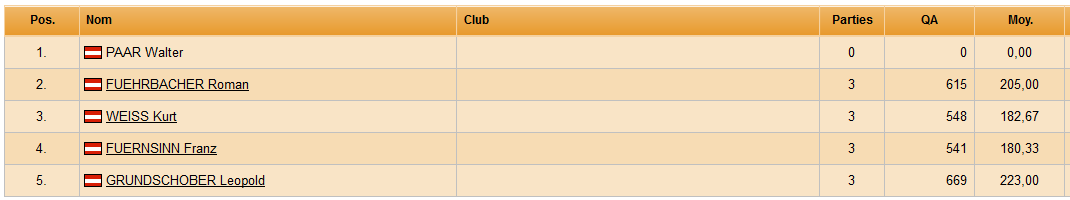 Pos. Nom Club Parties QA Moy.
1. PAAR Walter 0 0 0,00
2. FUEHRBACHER Roman 3 615 205,00
3. WEISS Kurt 3 548 182,67
4. FUERNSINN Franz 3 541 180,33
5. GRUNDSCHOBER Leopold 3 669 223,00